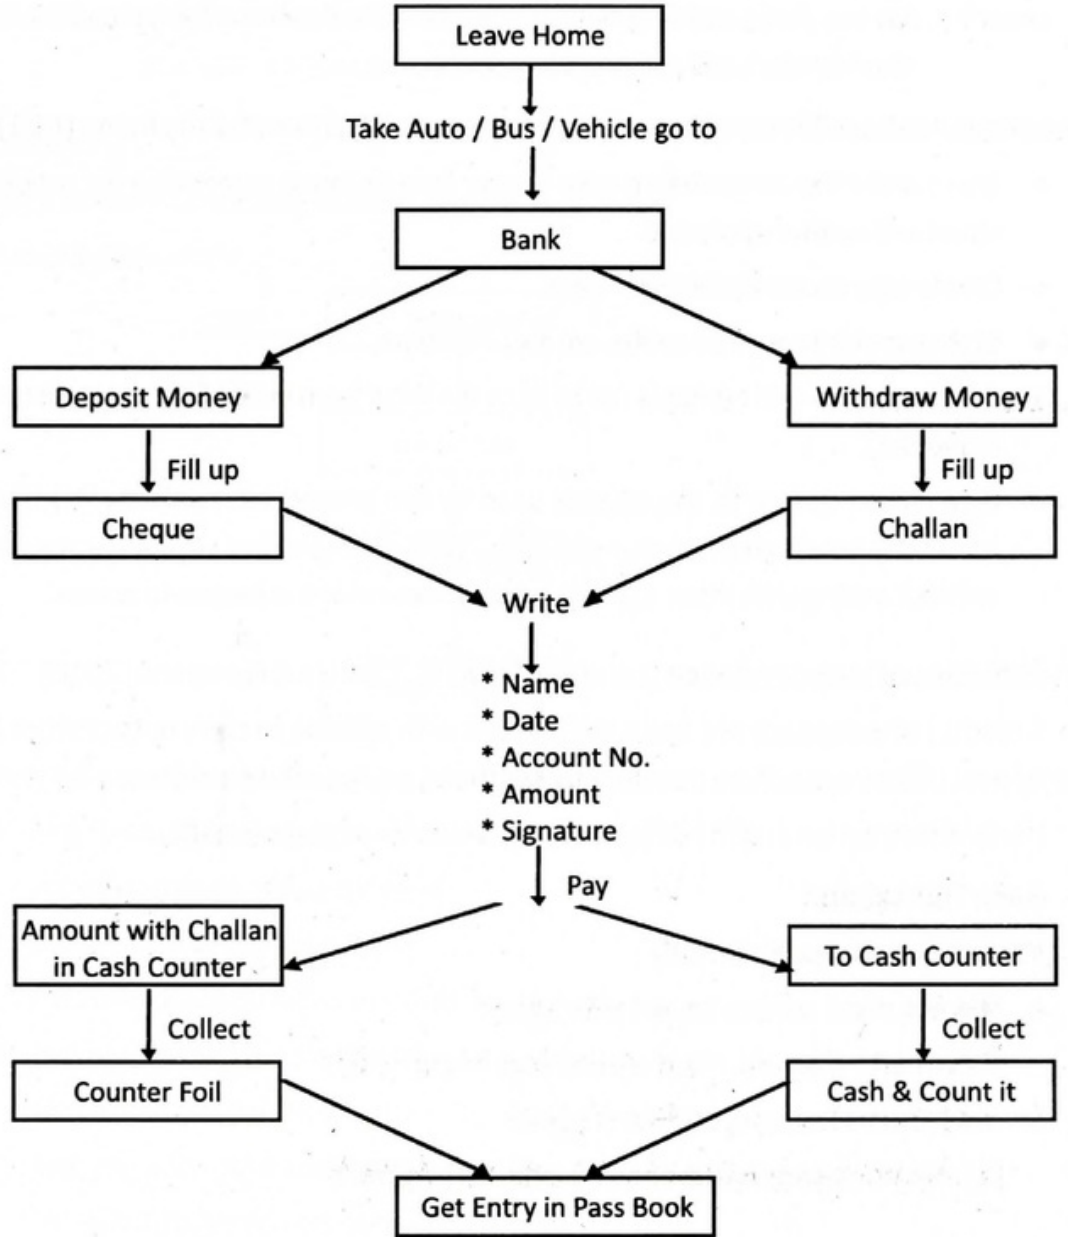 Leave Home
Take Auto / Bus / Vehicle go to
Bank
Deposit Money
Withdraw Money
Fill up
Fill up
Cheque
Challan
Write
* Name
* Date
* Account No.
* Amount
* Signature
Pay
Amount with Challan
in Cash Counter
To Cash Counter
Collect
Collect
Counter Foil
Cash & Count it
Get Entry in Pass Book